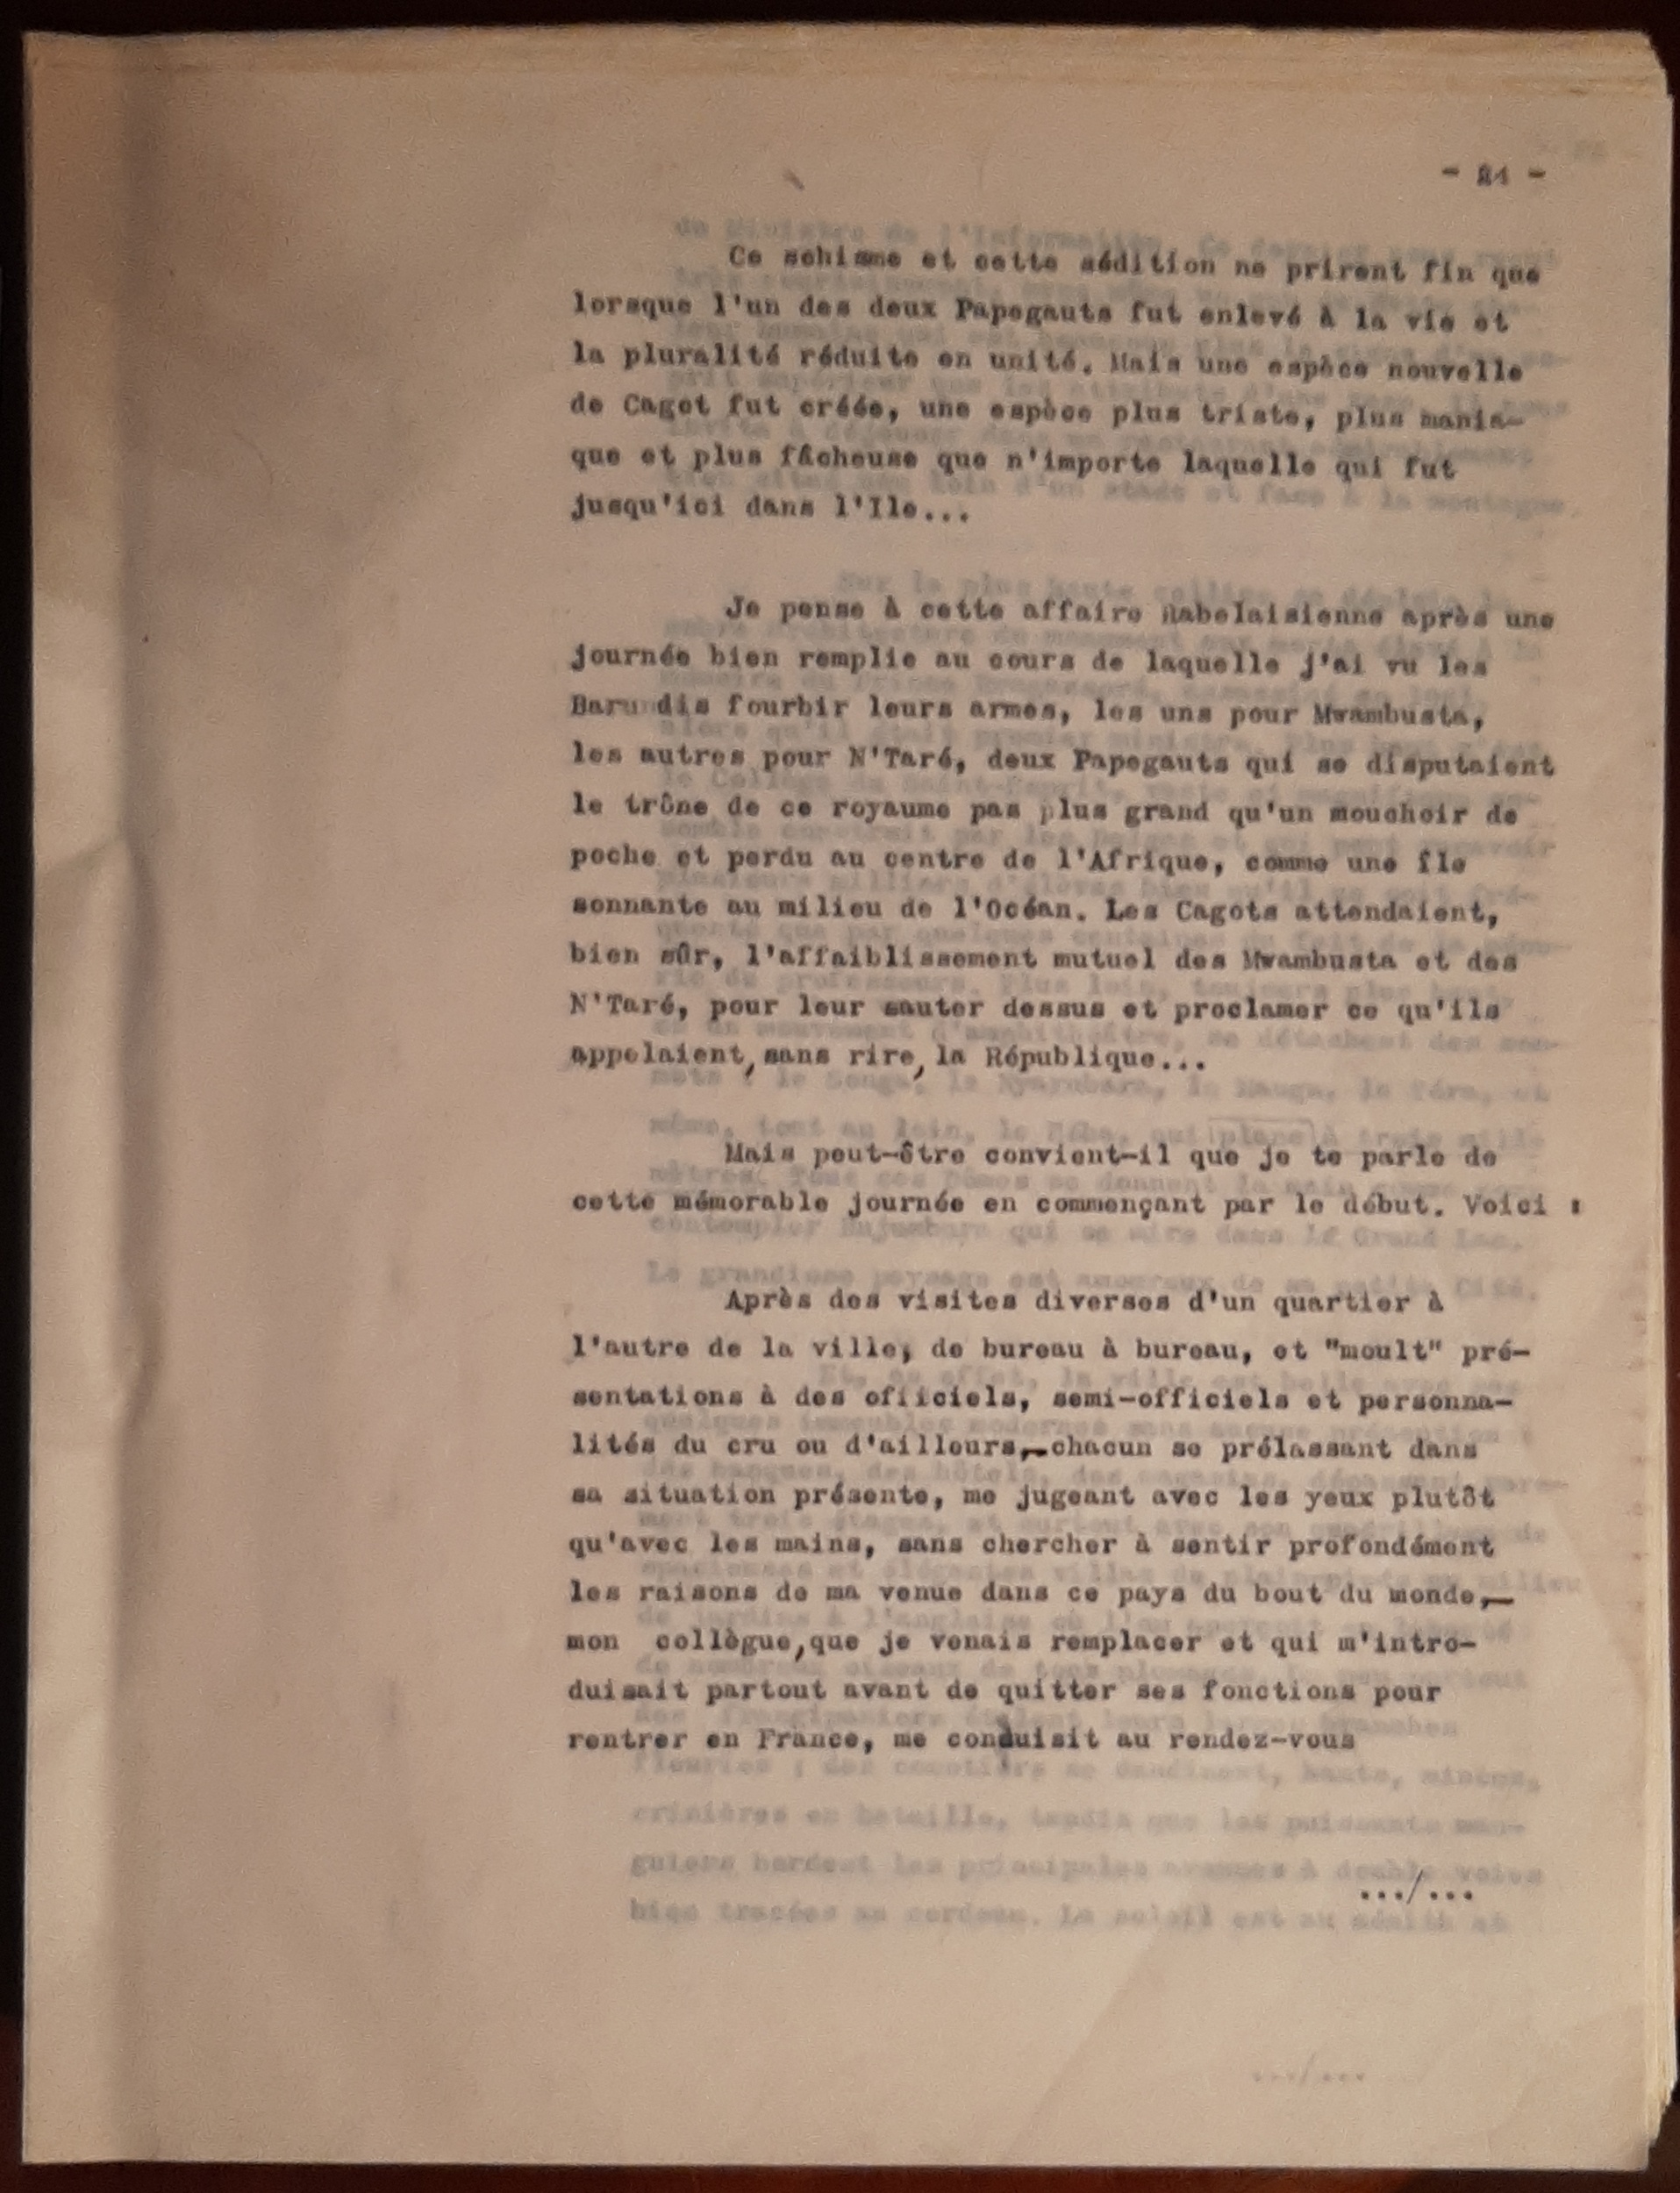 - 21 -
Ce schisme et cette sédition ne prirent fin que
lorsque l'un des deux Papegauts fut enlevé à la vie et
la pluralité réduite en unité. Mais une espèce nouvelle
de Cagot fut créée, une espèce plus triste, plus mania-
que et plus fâcheuse que n'importe laquelle qui fut
jusqu'ici dans l'Ile...
Je pense à cette affaire Rabelaisienne après une
journée bien remplie au cours de laquelle j'ai vu les
Barundis fourbir leurs armes, les uns pour Mwambusta,
les autres pour N'Taré, deux Papegauts qui se disputaient
le trône de ce royaume pas plus grand qu'un mouchoir de
poche et perdu au centre de l'Afrique, comme une île
sonnante au milieu de l'Océan. Les Cagots attendaient,
bien sûr, l'affaiblissement mutuel des Mwambusta et des
N'Taré, pour leur sauter dessus et proclamer ce qu'ils
appelaient, sans rire, la République...
Mais peut-être convient-il que je te parle de
cette mémorable journée en commençant par le début. Voici :
Après des visites diverses d'un quartier à
l'autre de la ville, de bureau à bureau, et "moult" pré-
sentations à des officiels, semi-officiels et personna-
lités du cru ou d'ailleurs,- chacun se prélassant dans
sa situation présente, me jugeant avec les yeux plutôt
qu'avec les mains, sans chercher à sentir profondément
les raisons de ma venue dans ce pays du bout du monde,-
mon collègue, que je venais remplacer et qui m'intro-
duisait partout avant de quitter ses fonctions pour
rentrer en France, me conduisit au rendez-vous
.../...